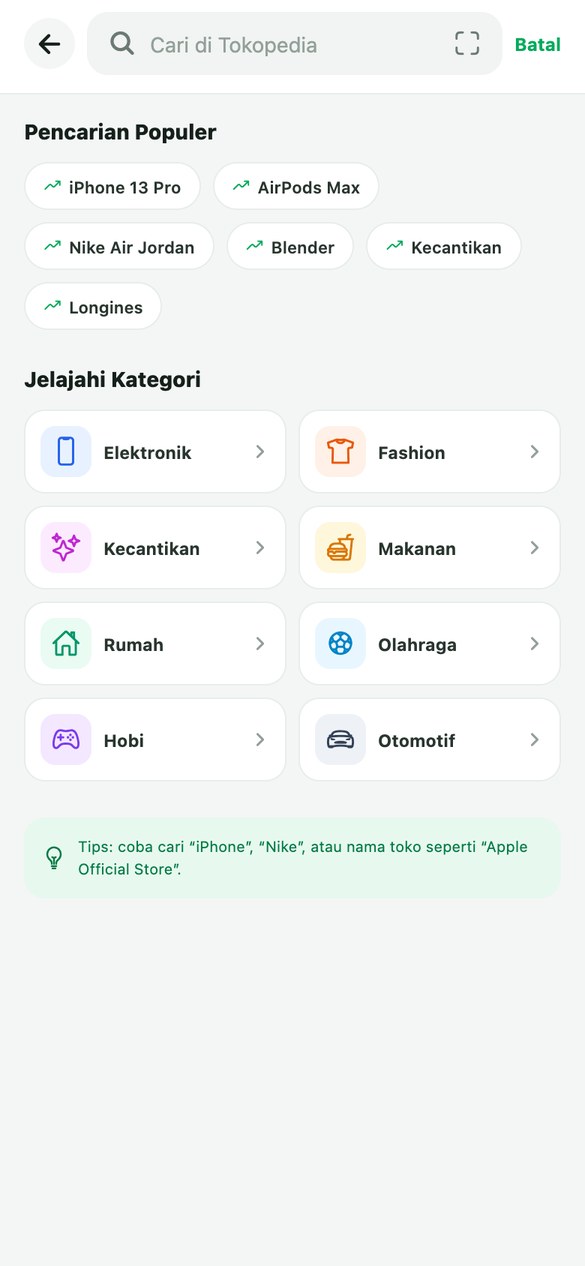 Cari di Tokopedia
Batal
Pencarian Populer
iPhone 13 Pro
AirPods Max
Nike Air Jordan
Blender
Kecantikan
Longines
Jelajahi Kategori
Elektronik
Fashion
Kecantikan
Makanan
Rumah
Olahraga
Hobi
Otomotif
Tips: coba cari “iPhone”, “Nike”, atau nama toko seperti “Apple
Official Store”.